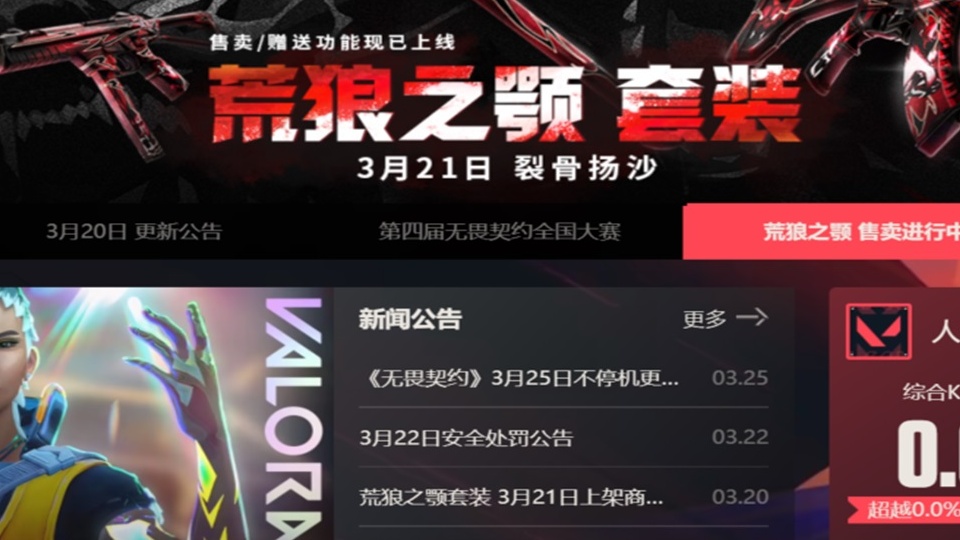 售卖/赠送功能现已上线
荒狼之颚 套装
3月21日 裂骨扬沙
3月20日 更新公告
第四届无畏契约全国大赛
荒狼之颚 售卖进行中
VALORA
新闻公告
更多
《无畏契约》3月25日不停机更...
03.25
3月22日安全处罚公告
03.22
荒狼之颚套装 3月21日上架商...
03.20
人
综合K
0.
超越0.0%